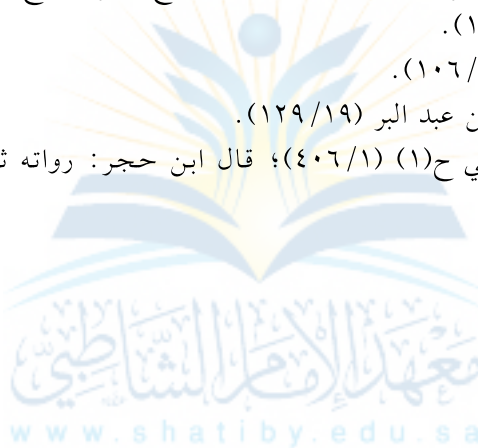 ١).
/١٠٦).
ن عبد البر (١٢٩/١٩).
ي ح(١) (٤٠٦/١)؛ قال ابن حجر: رواته ث
معهد الإمام الشاطبي
www.shatiby.edu.sa